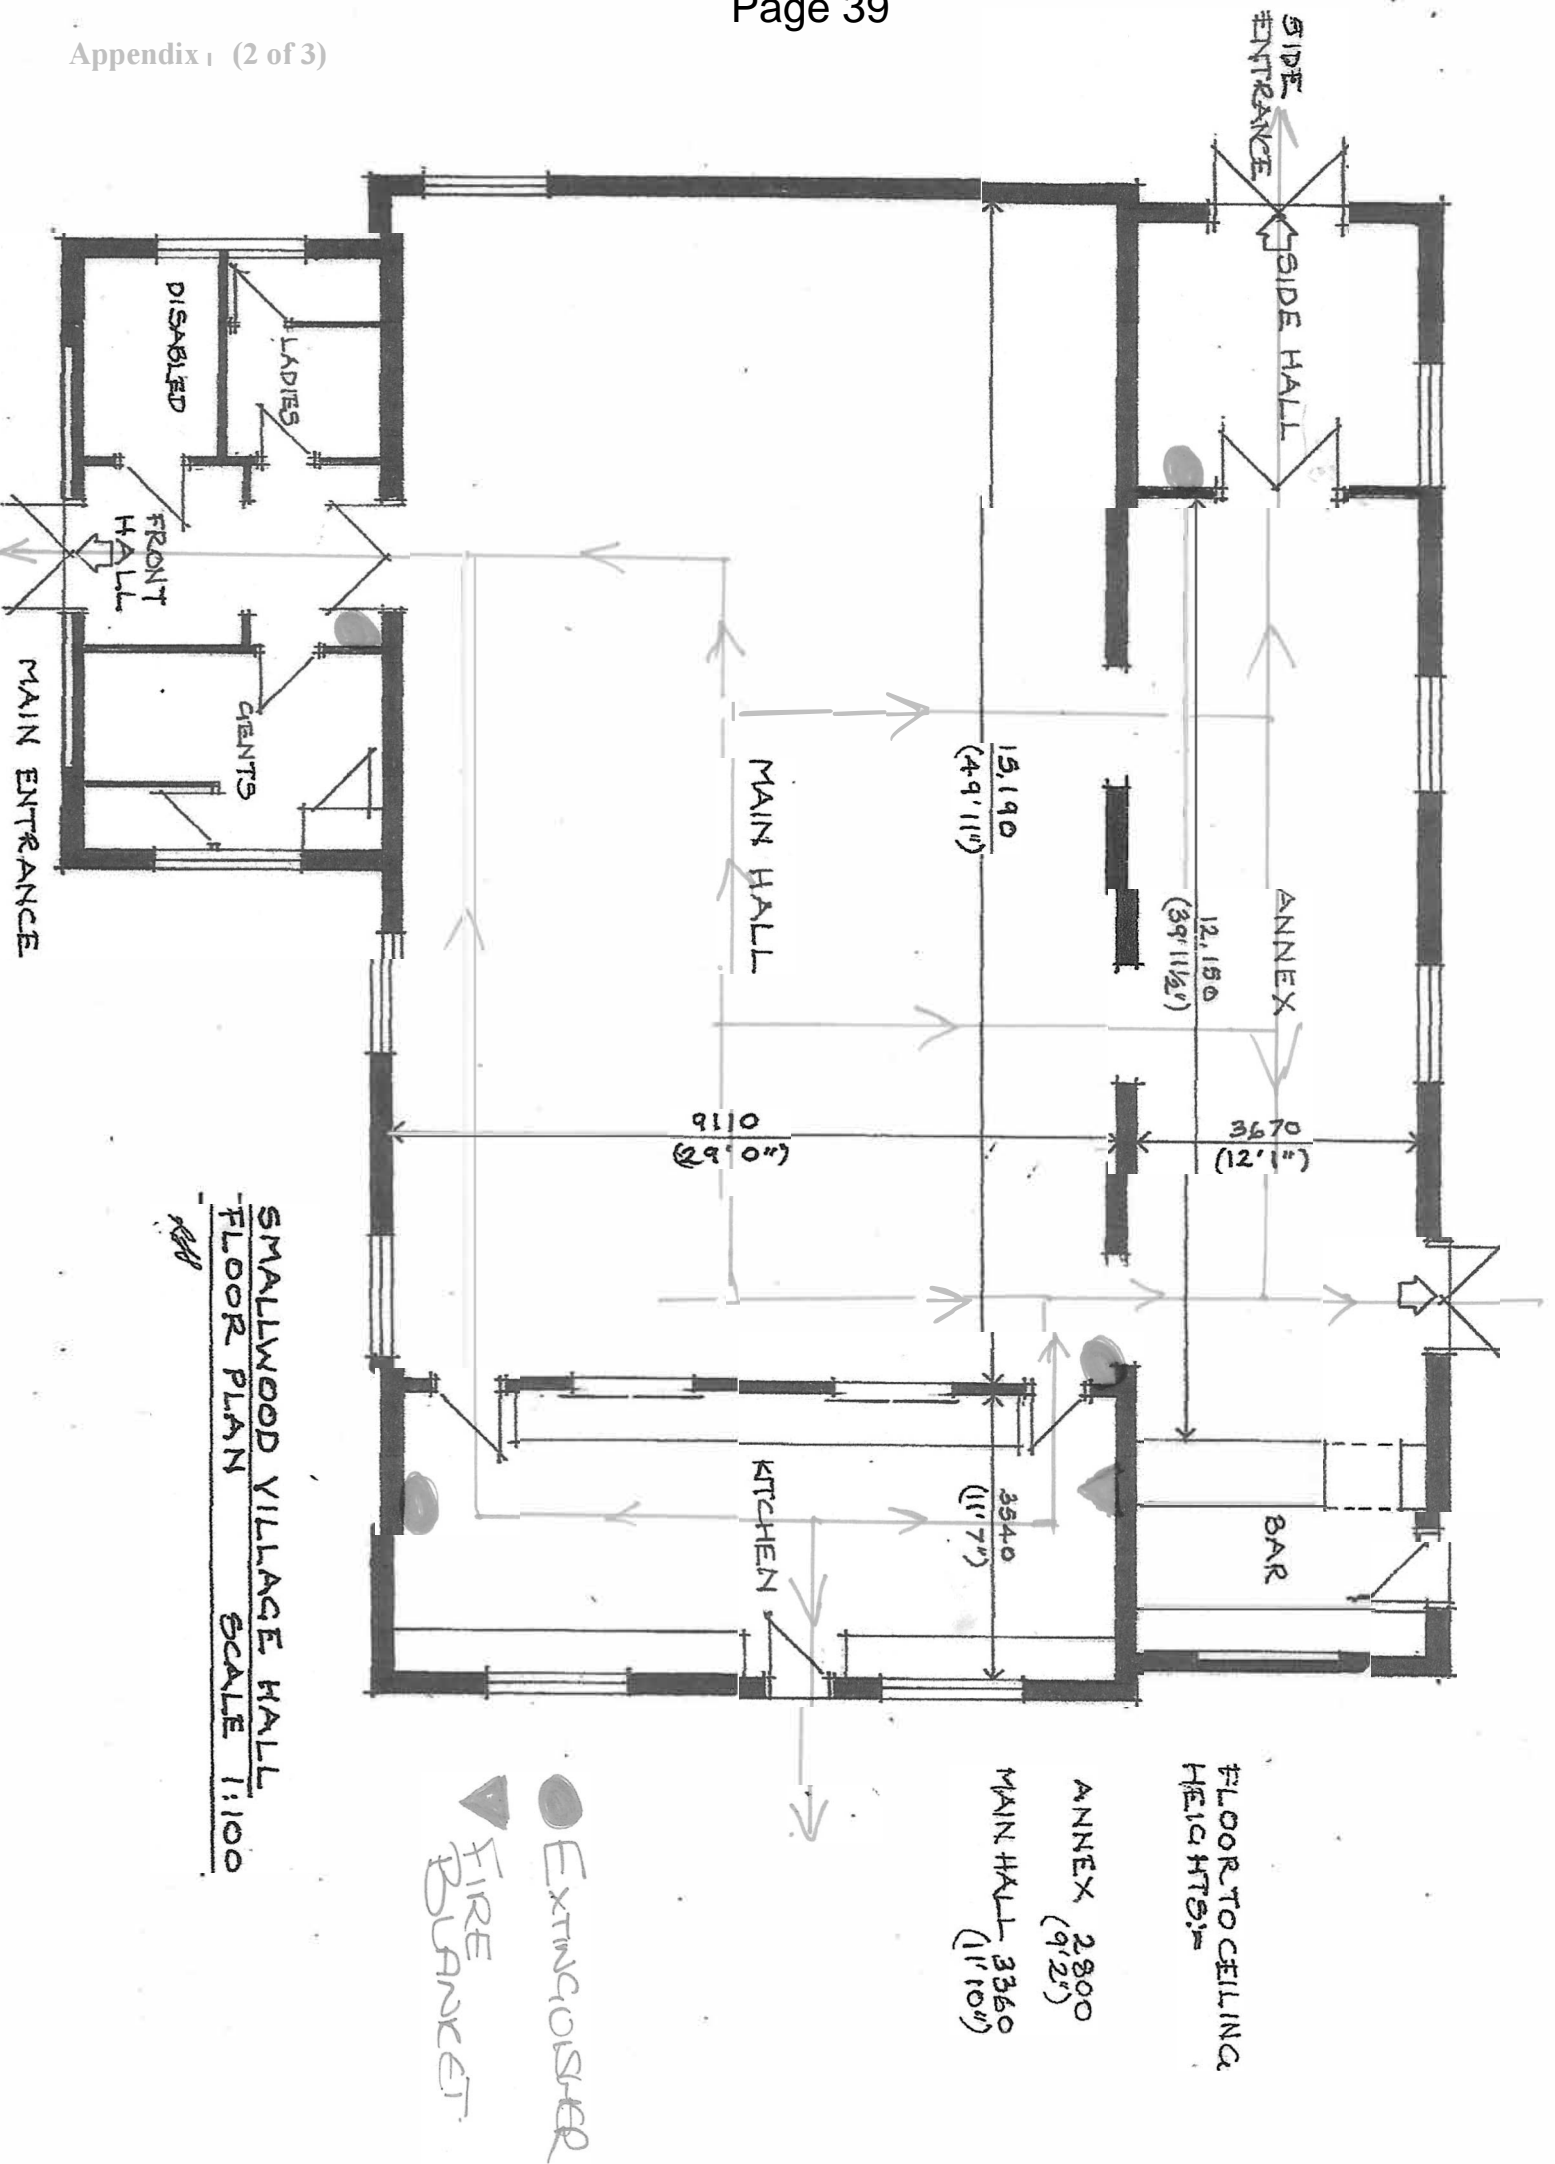 Page 39
Appendix 1 (2 of 3)
SIDE
ENTRANCE
SIDE HALL
DISABLED
LADIES
FRONT
HALL
GENTS
MAIN ENTRANCE
MAIN HALL
15,190
(49'11")
ANNEX
12,150
(39'11½")
9110
(29'0")
3670
(12'1")
KITCHEN
3540
(11'7")
BAR
FLOOR TO CEILING
HEIGHTS:=
ANNEX 2800
(9'2")
MAIN HALL 3360
(11'10")
EXTINGUISHER
FIRE
BLANKET
SMALLWOOD VILLAGE HALL
FLOOR PLAN SCALE 1:100